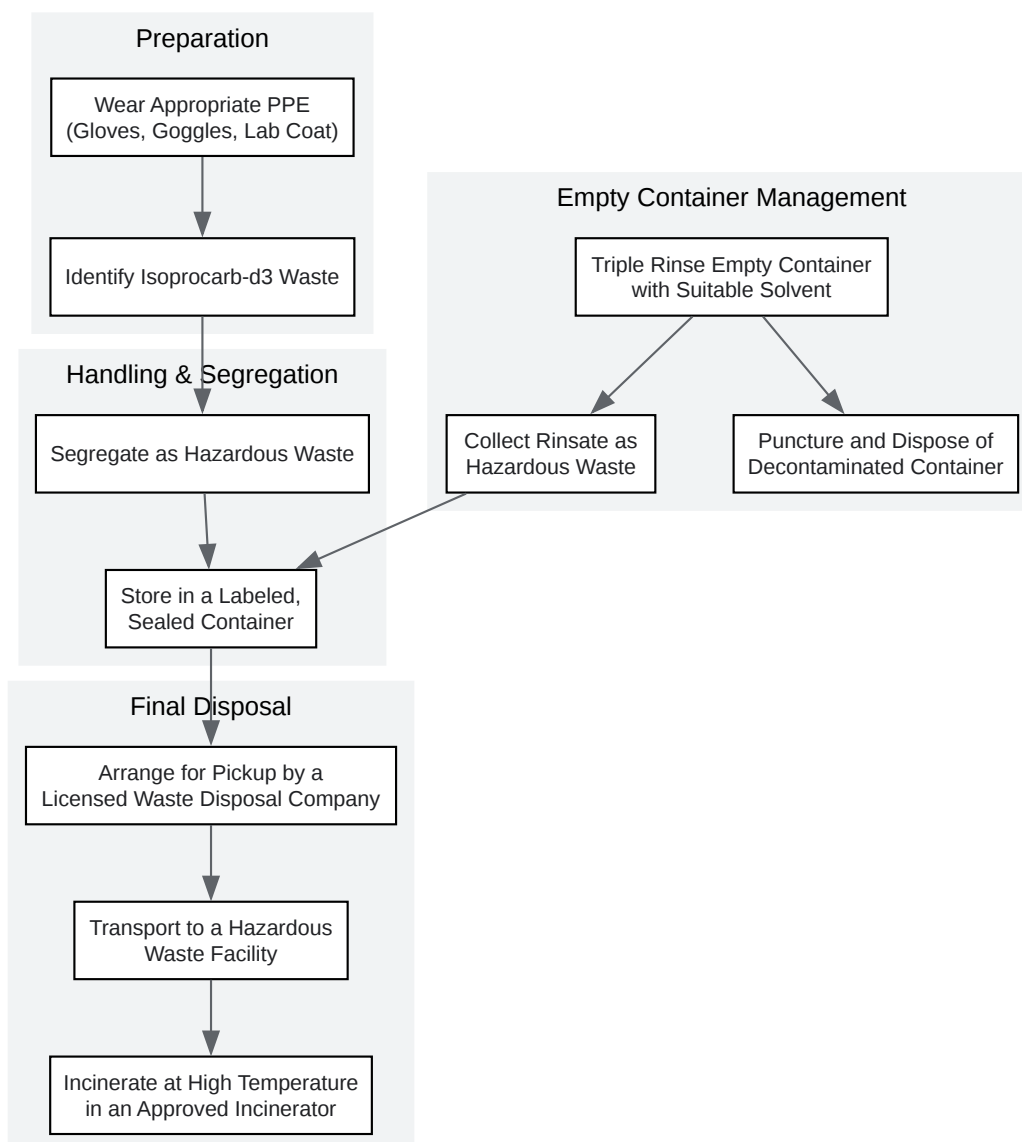 Preparation
Wear Appropriate PPE
(Gloves, Goggles, Lab Coat)
Identify Isoprocarb-d3 Waste
Handling & Segregation
Segregate as Hazardous Waste
Store in a Labeled,
Sealed Container
Final Disposal
Arrange for Pickup by a
Licensed Waste Disposal Company
Transport to a Hazardous
Waste Facility
Incinerate at High Temperature
in an Approved Incinerator
Empty Container Management
Triple Rinse Empty Container
with Suitable Solvent
Collect Rinsate as
Hazardous Waste
Puncture and Dispose of
Decontaminated Container